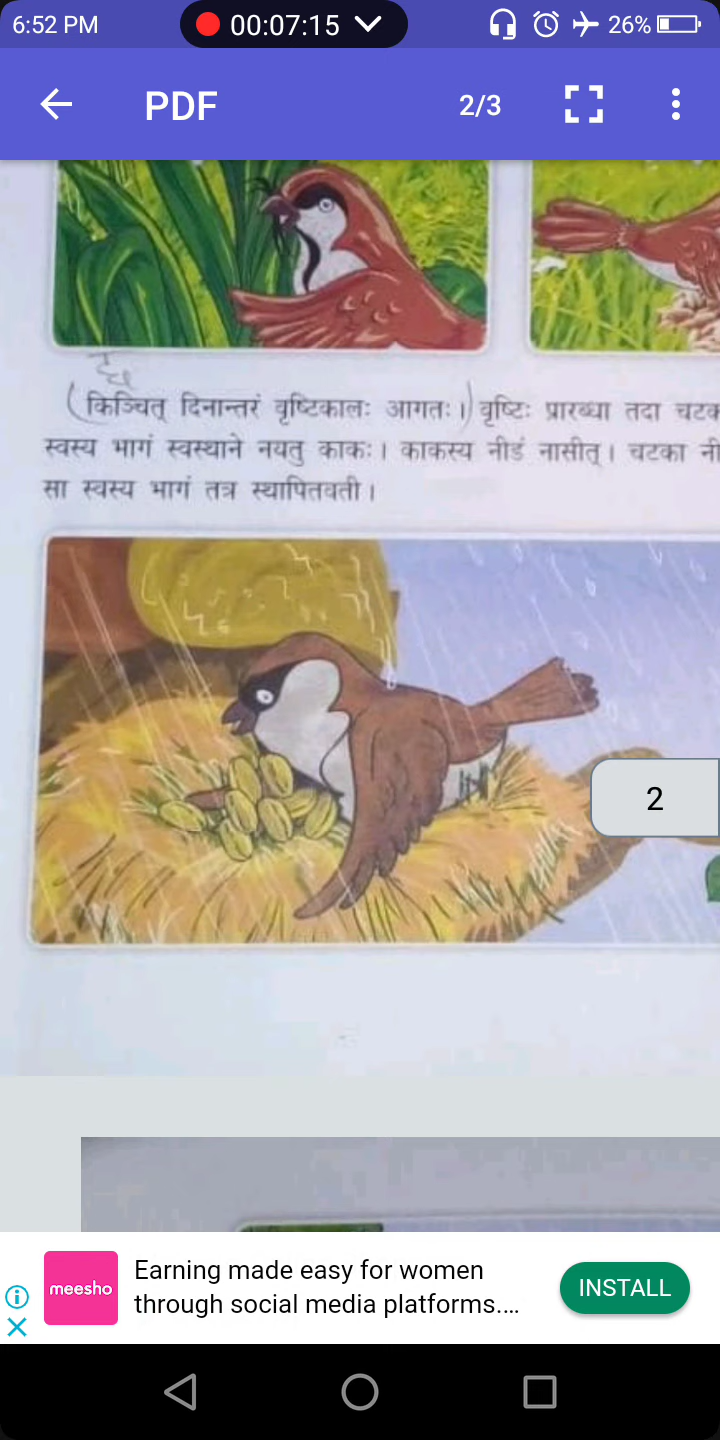 6:52 PM
00:07:15
26%
PDF
2/3
(किञ्चित् दिनान्तरं वृष्टिकालः आगतः।) वृष्टिः प्रारब्धा तदा चटक
स्वस्य भागं स्वस्थाने नयतु काकः। काकस्य नीडं नासीत्। चटका नी
सा स्वस्य भागं तत्र स्थापितवती।
2
meesho
Earning made easy for women
through social media platforms....
INSTALL